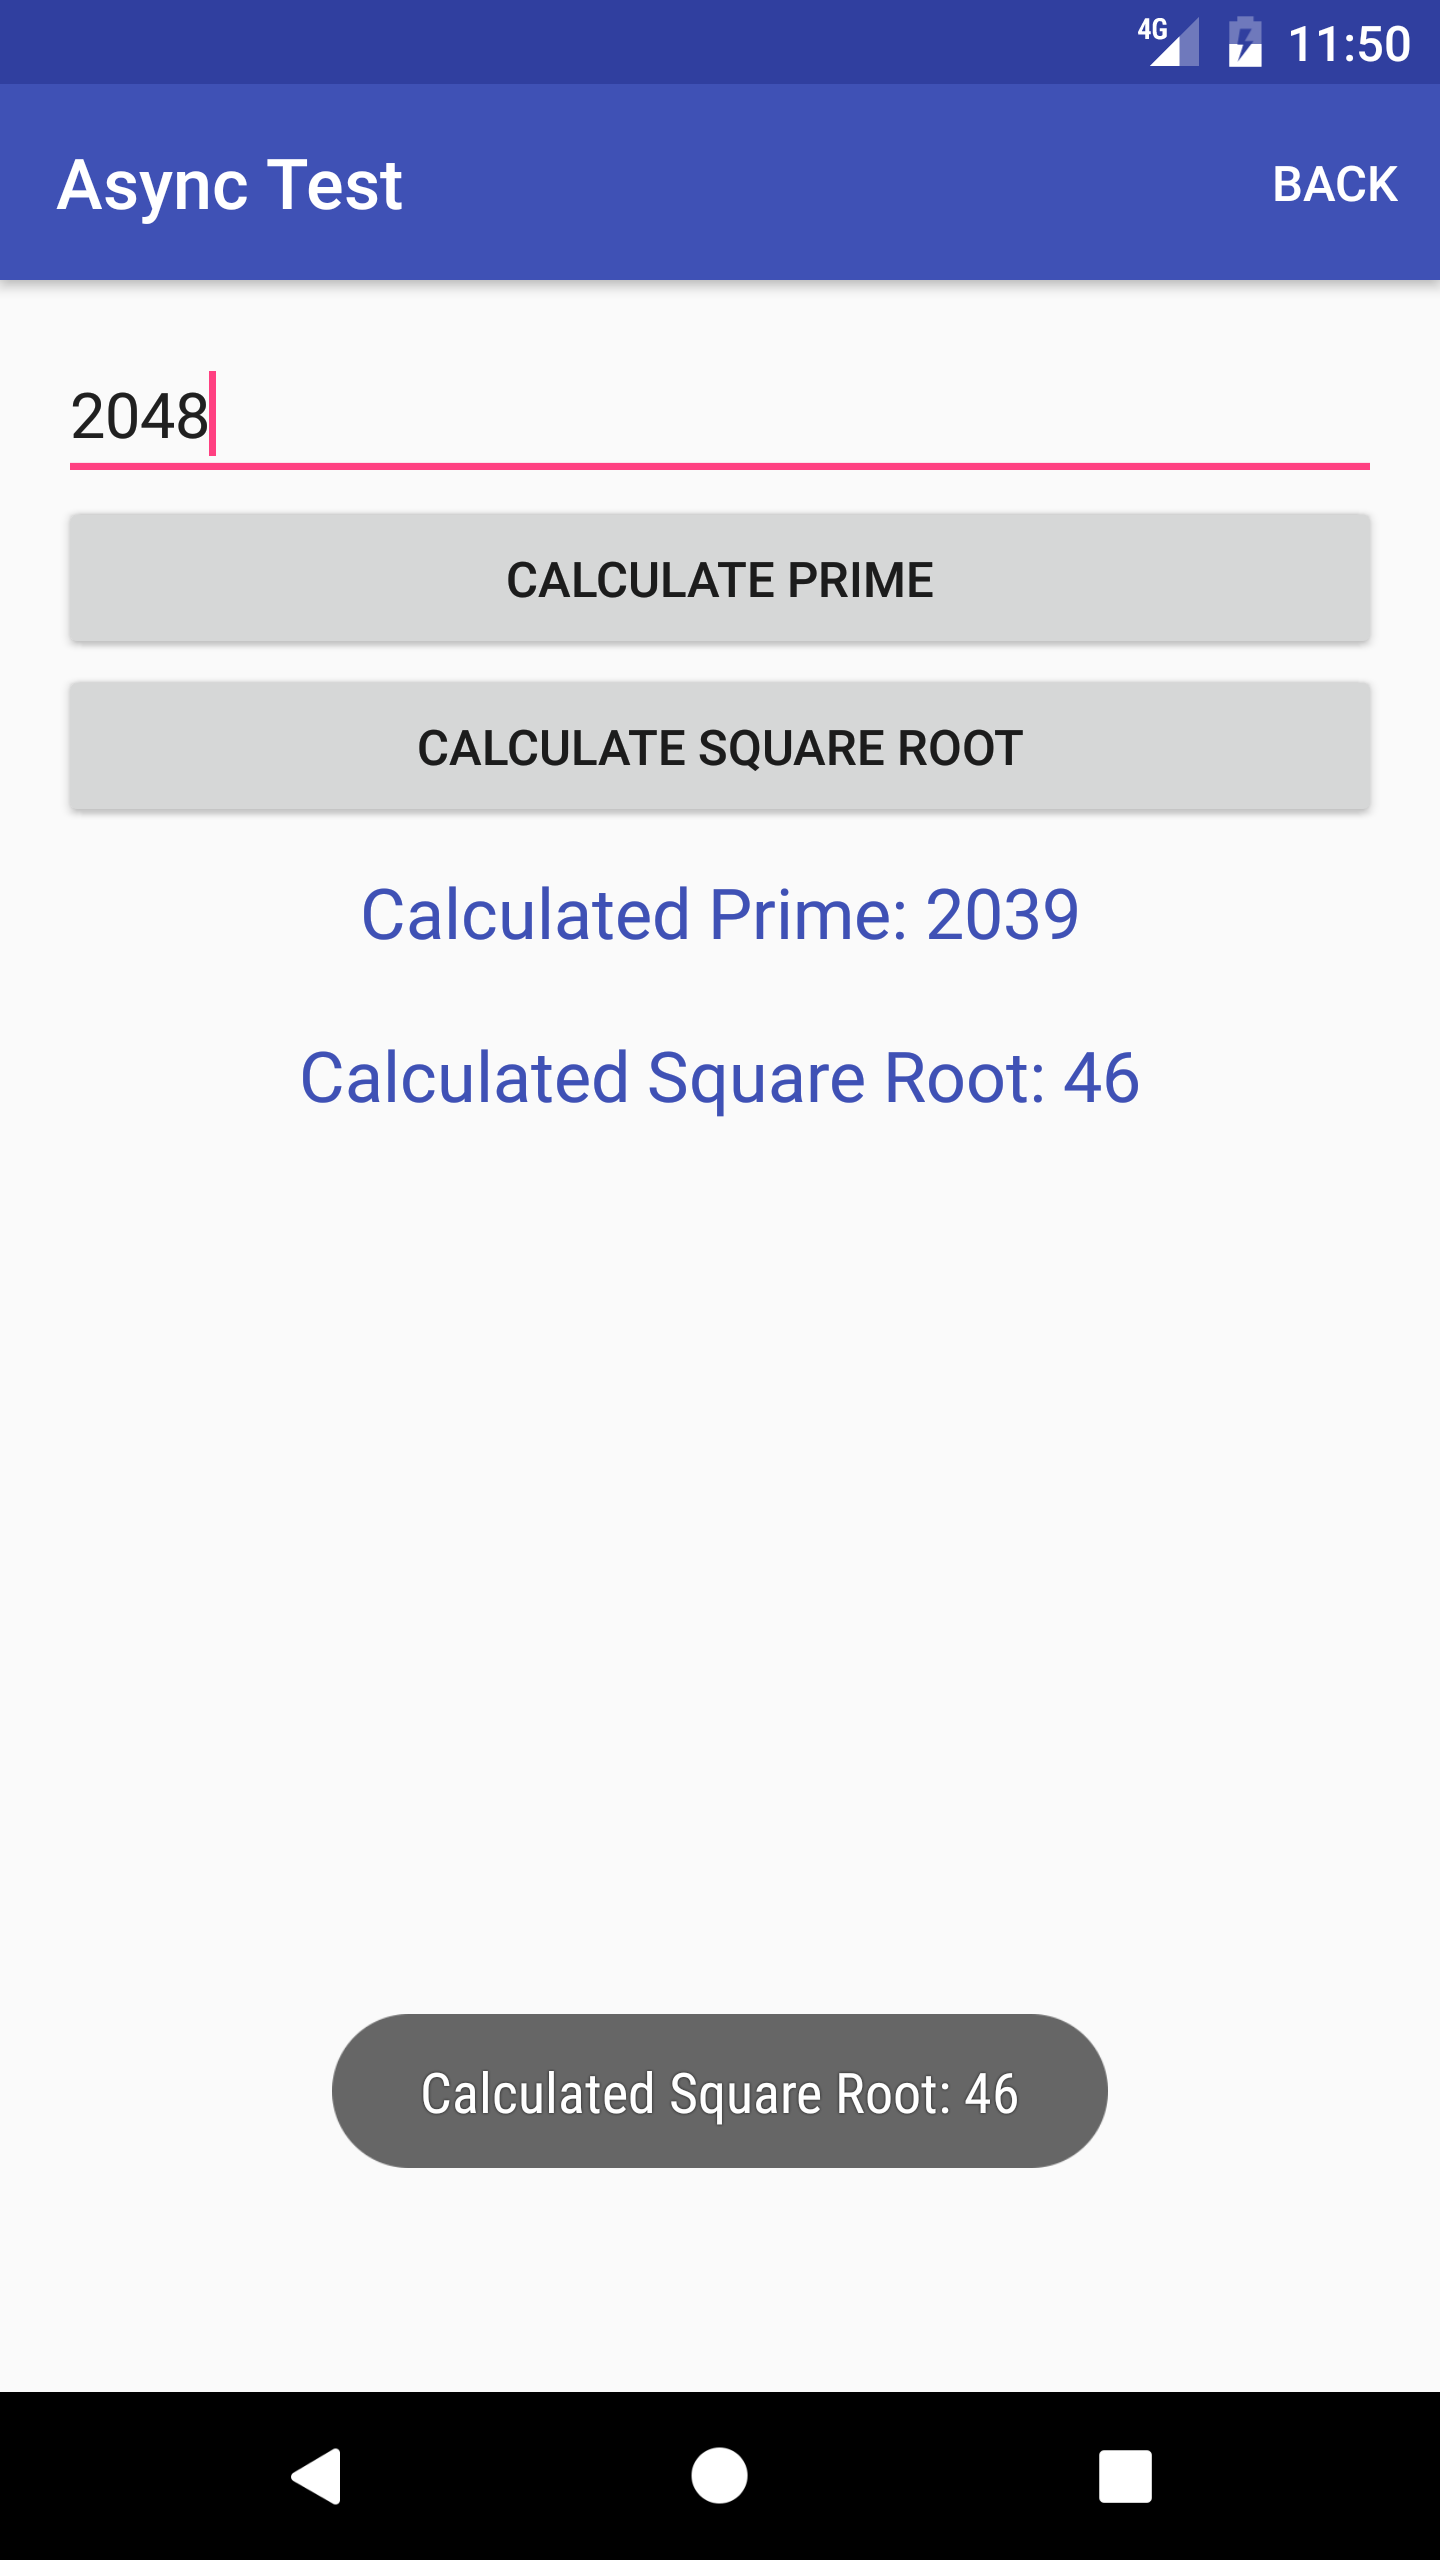 4G 11:50
Async Test BACK
2048
CALCULATE PRIME
CALCULATE SQUARE ROOT
Calculated Prime: 2039
Calculated Square Root: 46
Calculated Square Root: 46